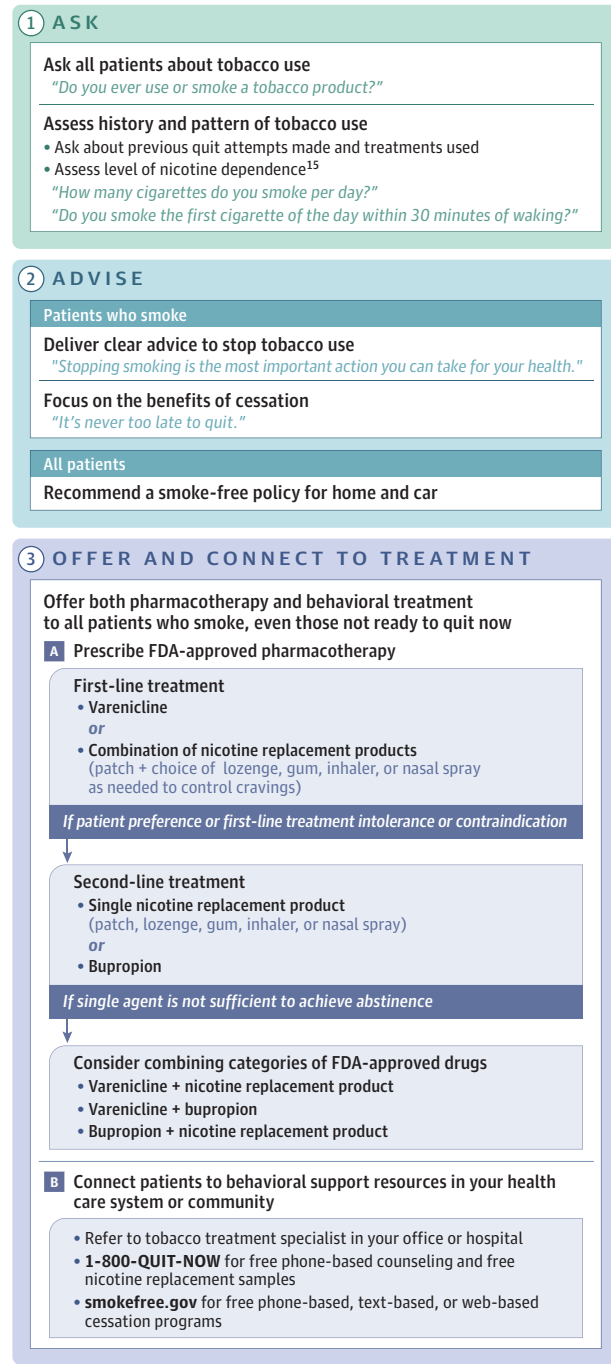 1 ASK
Ask all patients about tobacco use
“Do you ever use or smoke a tobacco product?”
Assess history and pattern of tobacco use
• Ask about previous quit attempts made and treatments used
• Assess level of nicotine dependence15
“How many cigarettes do you smoke per day?”
“Do you smoke the first cigarette of the day within 30 minutes of waking?”
2 ADVISE
Patients who smoke
Deliver clear advice to stop tobacco use
"Stopping smoking is the most important action you can take for your health."
Focus on the benefits of cessation
“It’s never too late to quit.”
All patients
Recommend a smoke-free policy for home and car
3 OFFER AND CONNECT TO TREATMENT
Offer both pharmacotherapy and behavioral treatment
to all patients who smoke, even those not ready to quit now
A Prescribe FDA-approved pharmacotherapy
First-line treatment
• Varenicline
or
• Combination of nicotine replacement products
(patch + choice of lozenge, gum, inhaler, or nasal spray
as needed to control cravings)
If patient preference or first-line treatment intolerance or contraindication
Second-line treatment
• Single nicotine replacement product
(patch, lozenge, gum, inhaler, or nasal spray)
or
• Bupropion
If single agent is not sufficient to achieve abstinence
Consider combining categories of FDA-approved drugs
• Varenicline + nicotine replacement product
• Varenicline + bupropion
• Bupropion + nicotine replacement product
B Connect patients to behavioral support resources in your health
care system or community
• Refer to tobacco treatment specialist in your office or hospital
• 1-800-QUIT-NOW for free phone-based counseling and free
nicotine replacement samples
• smokefree.gov for free phone-based, text-based, or web-based
cessation programs